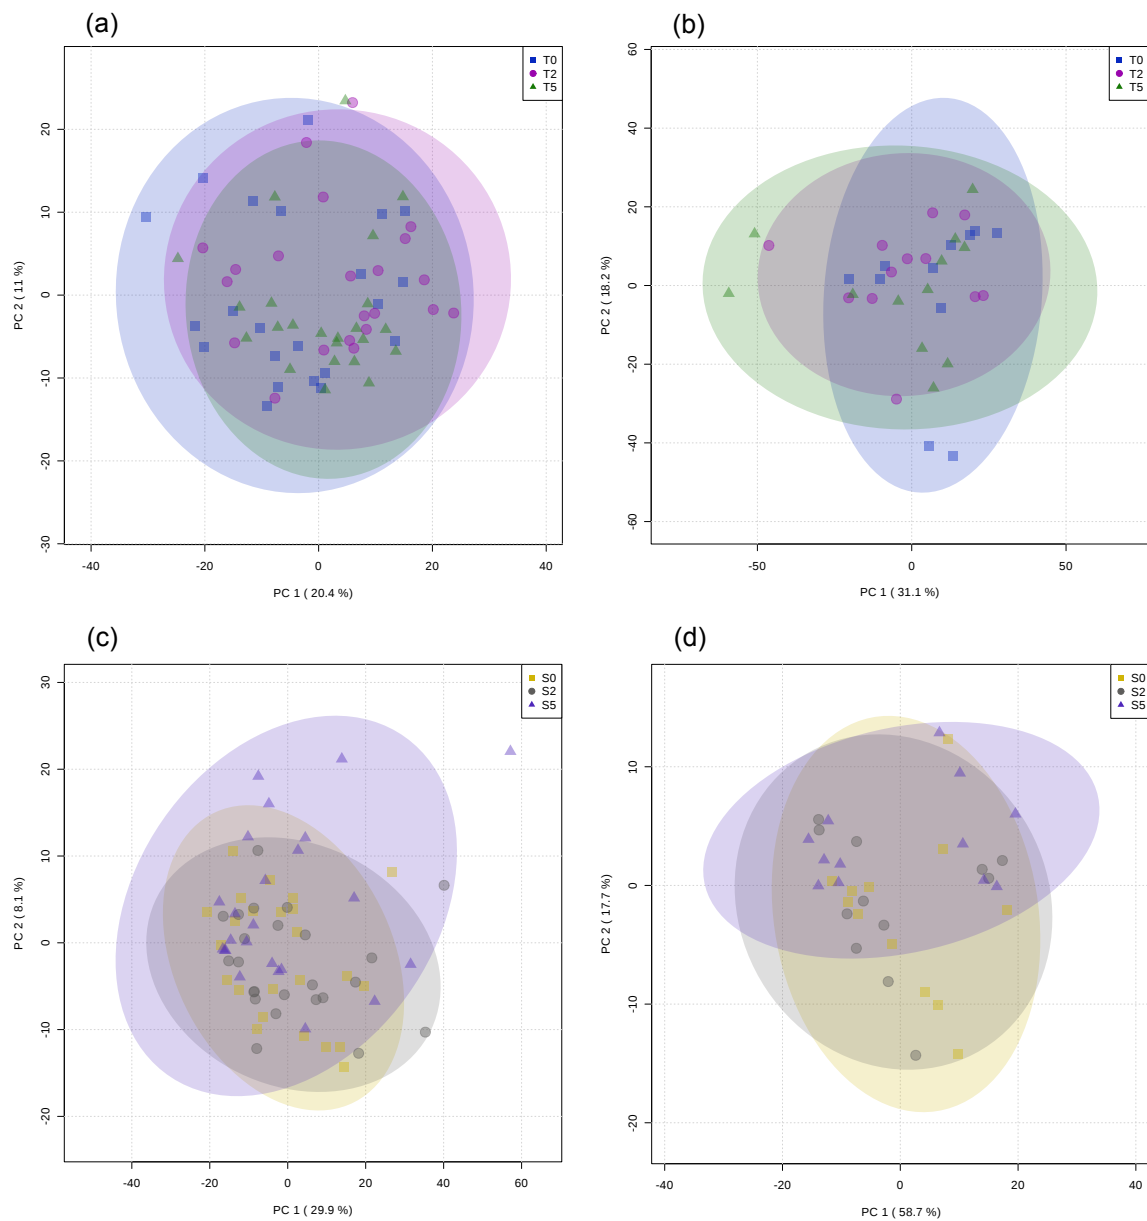 (a)
T0
T2
T5
20
10
0
-10
-20
-30
PC 2 ( 11 %)
-40
-20
0
20
40
PC 1 ( 20.4 %)
(b)
T0
T2
T5
60
40
20
0
-20
-40
-60
PC 2 ( 18.2 %)
-50
0
50
PC 1 ( 31.1 %)
(c)
S0
S2
S5
30
20
10
0
-10
-20
PC 2 ( 8.1 %)
-40
-20
0
20
40
60
PC 1 ( 29.9 %)
(d)
S0
S2
S5
10
0
-10
-20
PC 2 ( 17.7 %)
-40
-20
0
20
40
PC 1 ( 58.7 %)